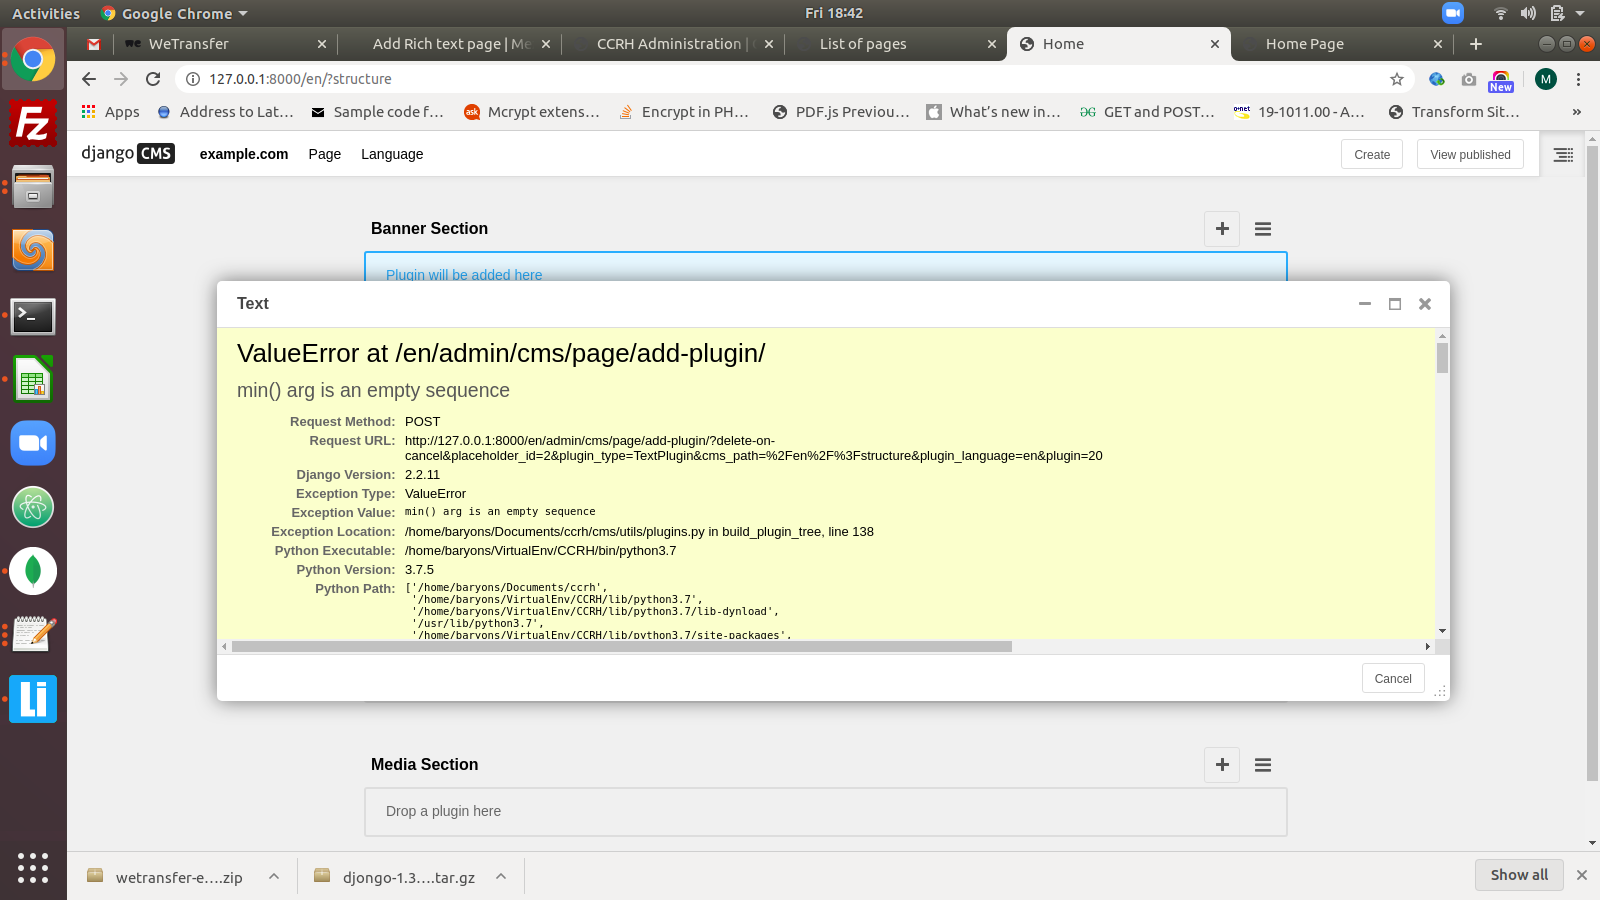 Activities
Google Chrome
Fri 18:42
WeTransfer
Add Rich text page | Me
CCRH Administration |
List of pages
Home
Home Page
127.0.0.1:8000/en/?structure
New
M
Apps
Address to Lat…
Sample code f…
Mcrypt extens…
Encrypt in PH…
PDF.js Previou…
What's new in…
GET and POST…
19-1011.00 - A…
Transform Sit…
»
django CMS
example.com
Page
Language
Create
View published
Banner Section
Plugin will be added here
Text
ValueError at /en/admin/cms/page/add-plugin/
min() arg is an empty sequence
Request Method: POST
Request URL: http://127.0.0.1:8000/en/admin/cms/page/add-plugin/?delete-on-
cancel&placeholder_id=2&plugin_type=TextPlugin&cms_path=%2Fen%2F%3Fstructure&plugin_language=en&plugin=20
Django Version: 2.2.11
Exception Type: ValueError
Exception Value: min() arg is an empty sequence
Exception Location: /home/baryons/Documents/ccrh/cms/utils/plugins.py in build_plugin_tree, line 138
Python Executable: /home/baryons/VirtualEnv/CCRH/bin/python3.7
Python Version: 3.7.5
Python Path: ['/home/baryons/Documents/ccrh',
'/home/baryons/VirtualEnv/CCRH/lib/python3.7',
'/home/baryons/VirtualEnv/CCRH/lib/python3.7/lib-dynload',
'/usr/lib/python3.7',
'/home/baryons/VirtualEnv/CCRH/lib/python3.7/site-packages',
Cancel
Media Section
Drop a plugin here
wetransfer-e….zip
djongo-1.3….tar.gz
Show all